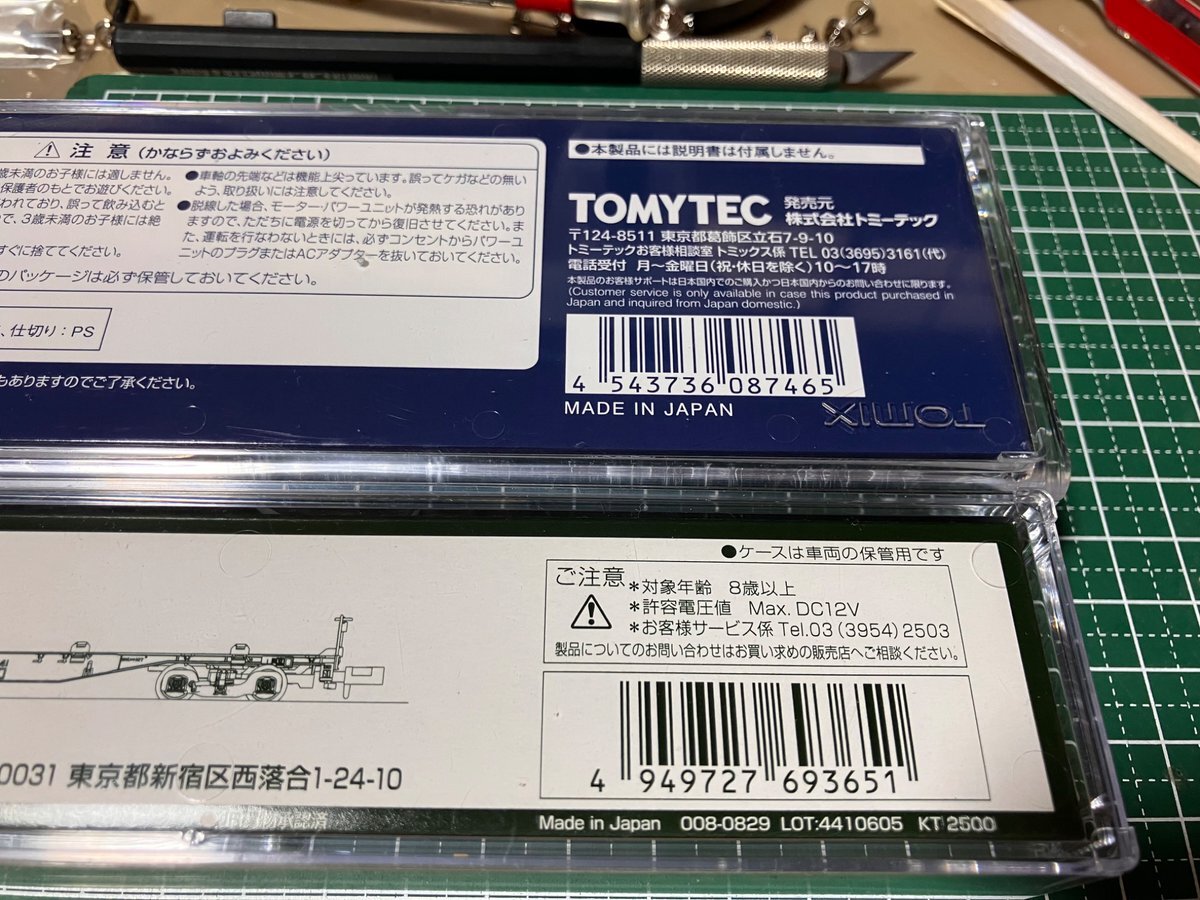 注意 (かならずおよみください)
歳未満のお子様には適しません。
保護者のもとでお遊びください。
われており、誤って飲み込むと
で、3歳未満のお子様には絶
すぐに捨ててください。
●車軸の先端などは機能上尖っています。誤ってケガなどの無い
よう、取り扱いには注意してください。
●脱線した場合、モーター・パワーユニットが発熱する恐れがあり
ますので、ただちに電源を切ってから復旧させてください。ま
た、運転を行なわないときには、必ずコンセントからパワーユ
ニットのプラグまたはACアダプターを抜いておいてください。
のパッケージは必ず保管しておいてください。
、仕切り:PS
もありますのでご了承ください。
●本製品には説明書は付属しません。
TOMYTEC 発売元 株式会社トミーテック
〒124-8511 東京都葛飾区立石7-9-10
トミーテックお客様相談室 トミックス係 TEL 03(3695)3161(代)
電話受付 月〜金曜日(祝・休日を除く)10〜17時
本製品のお客様サポートは日本国内でのご購入かつ日本国内からのお問い合わせに限ります。
(Customer service is only available in case this product purchased in
Japan and inquired from Japan domestic.)
4 543736 087465
MADE IN JAPAN
TOMIX
●ケースは車両の保管用です
ご注意
*対象年齢 8歳以上
*許容電圧値 Max. DC12V
*お客様サービス係 Tel.03(3954)2503
製品についてのお問い合わせはお買い求めの販売店へご相談ください。
4 949727 693651
0031 東京都新宿区西落合1-24-10
承認済
Made in Japan 008-0829 LOT:4410605 KT 2500